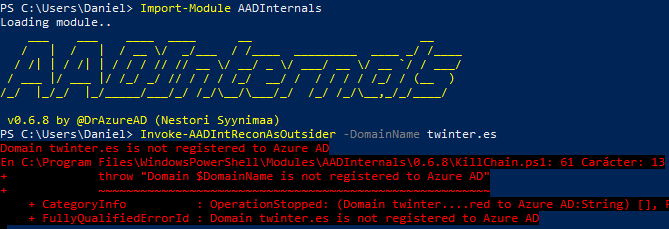 PS C:\Users\Daniel> Import-Module AADInternals
Loading module..
AADInternals
v0.6.8 by @DrAzureAD (Nestori Syynimaa)
PS C:\Users\Daniel> Invoke-AADIntReconAsOutsider -DomainName twinter.es
Domain twinter.es is not registered to Azure AD
En C:\Program Files\WindowsPowerShell\Modules\AADInternals\0.6.8\KillChain.ps1: 61 Carácter: 13
+ throw "Domain $DomainName is not registered to Azure AD"
+ ~~~~~~~~~~~~~~~~~~~~~~~~~~~~~~~~~~~~~~~~~~~~~~~~~~~~~~~~
+ CategoryInfo : OperationStopped: (Domain twinter....red to Azure AD:String) [],
+ FullyQualifiedErrorId : Domain twinter.es is not registered to Azure AD